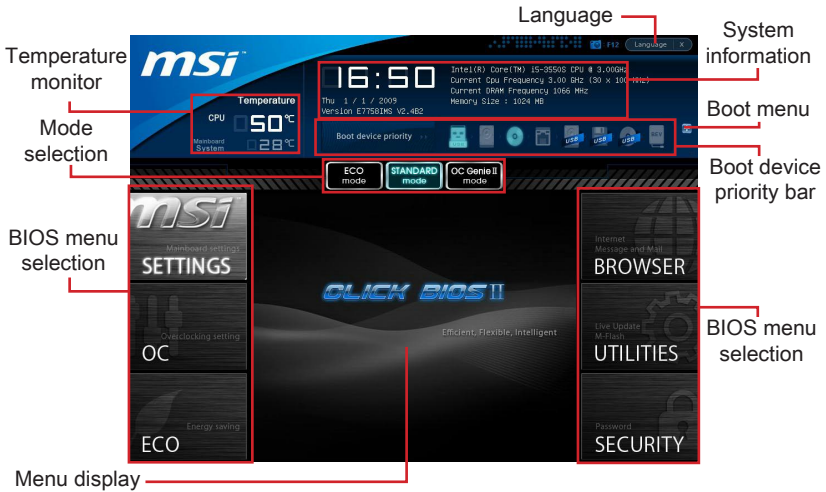 Language
Temperature
monitor
System
information
msi
F12
Language X
Temperature
CPU 50℃
Mainboard
System 28℃
16:50
Thu 1 / 1 / 2009
Version E7758IMS V2.4B2
Intel(R) Core(TM) i5-3550S CPU @ 3.00GHz
Current Cpu Frequency 3.00 GHz (30 x 100 MHz)
Current DRAM Frequency 1066 MHz
Memory Size : 1024 MB
Boot device priority
USB
USB
USB
Boot menu
Mode
selection
ECO
mode
STANDARD
mode
OC Genie II
mode
Boot device
priority bar
BIOS menu
selection
msi
Mainboard settings
SETTINGS
Overclocking setting
OC
Energy saving
ECO
CLICK BIOS II
Efficient, Flexible, Intelligent
Internet
Message and Mail
BROWSER
Live Update
M-Flash
UTILITIES
Password
SECURITY
BIOS menu
selection
Menu display